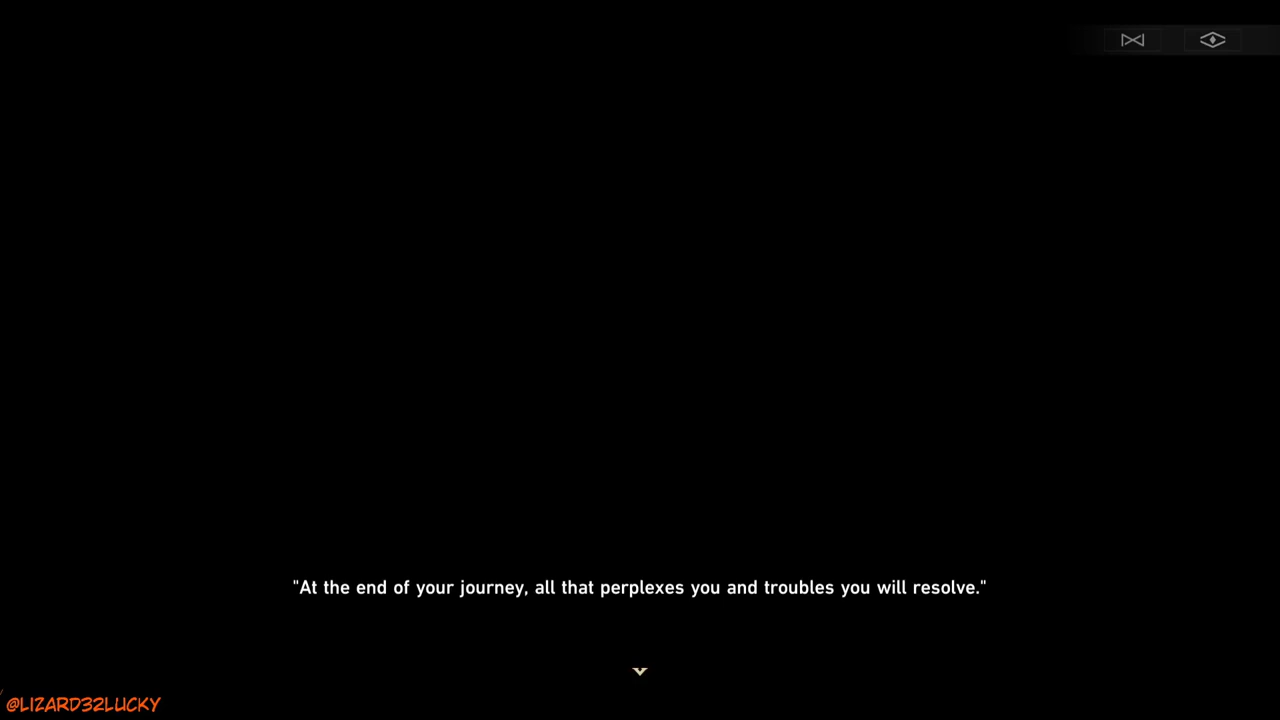 "At the end of your journey, all that perplexes you and troubles you will resolve."
@LIZARD32LUCKY